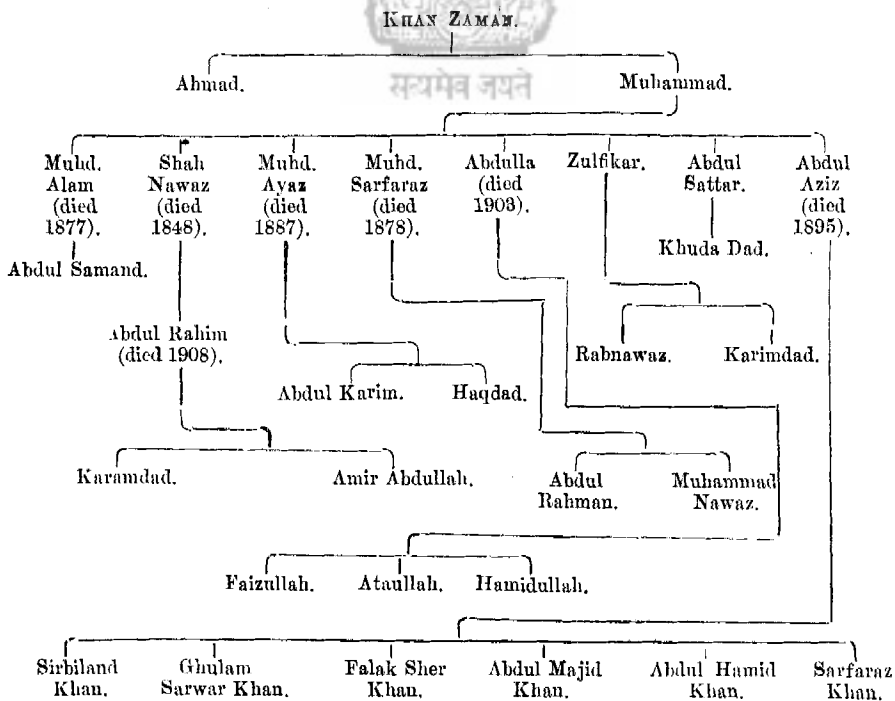 KHAN ZAMAN.
सत्यमेव जयते
Ahmad. Muhammad.
Muhd. Shah Muhd. Muhd. Abdulla Zulfikar. Abdul Abdul
Alam Nawaz Ayaz Sarfaraz (died Sattar. Aziz
(died (died (died (died 1903). (died
1877). 1848). 1887). 1878). 1895).
Khuda Dad.
Abdul Samand.
Abdul Rahim
(died 1908).
Rabnawaz. Karimdad.
Abdul Karim. Haqdad.
Karamdad. Amir Abdullah. Abdul Muhammad
Rahman. Nawaz.
Faizullah. Ataullah. Hamidullah.
Sirbiland Ghulam Falak Sher Abdul Majid Abdul Hamid Sarfaraz
Khan. Sarwar Khan. Khan. Khan. Khan. Khan.